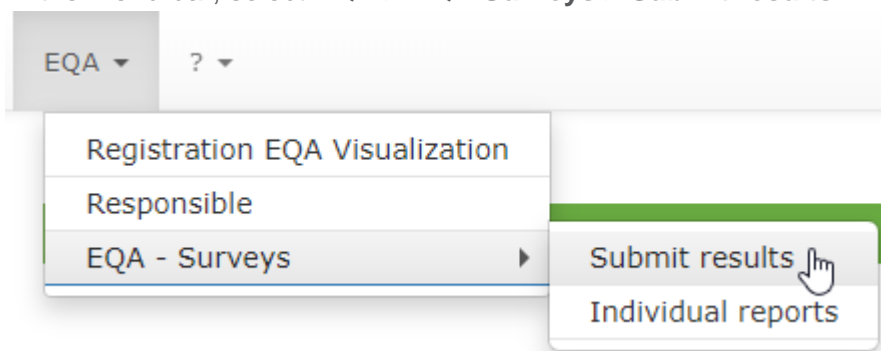 EQA ?
Registration EQA Visualization
Responsible
EQA - Surveys
Submit results
Individual reports